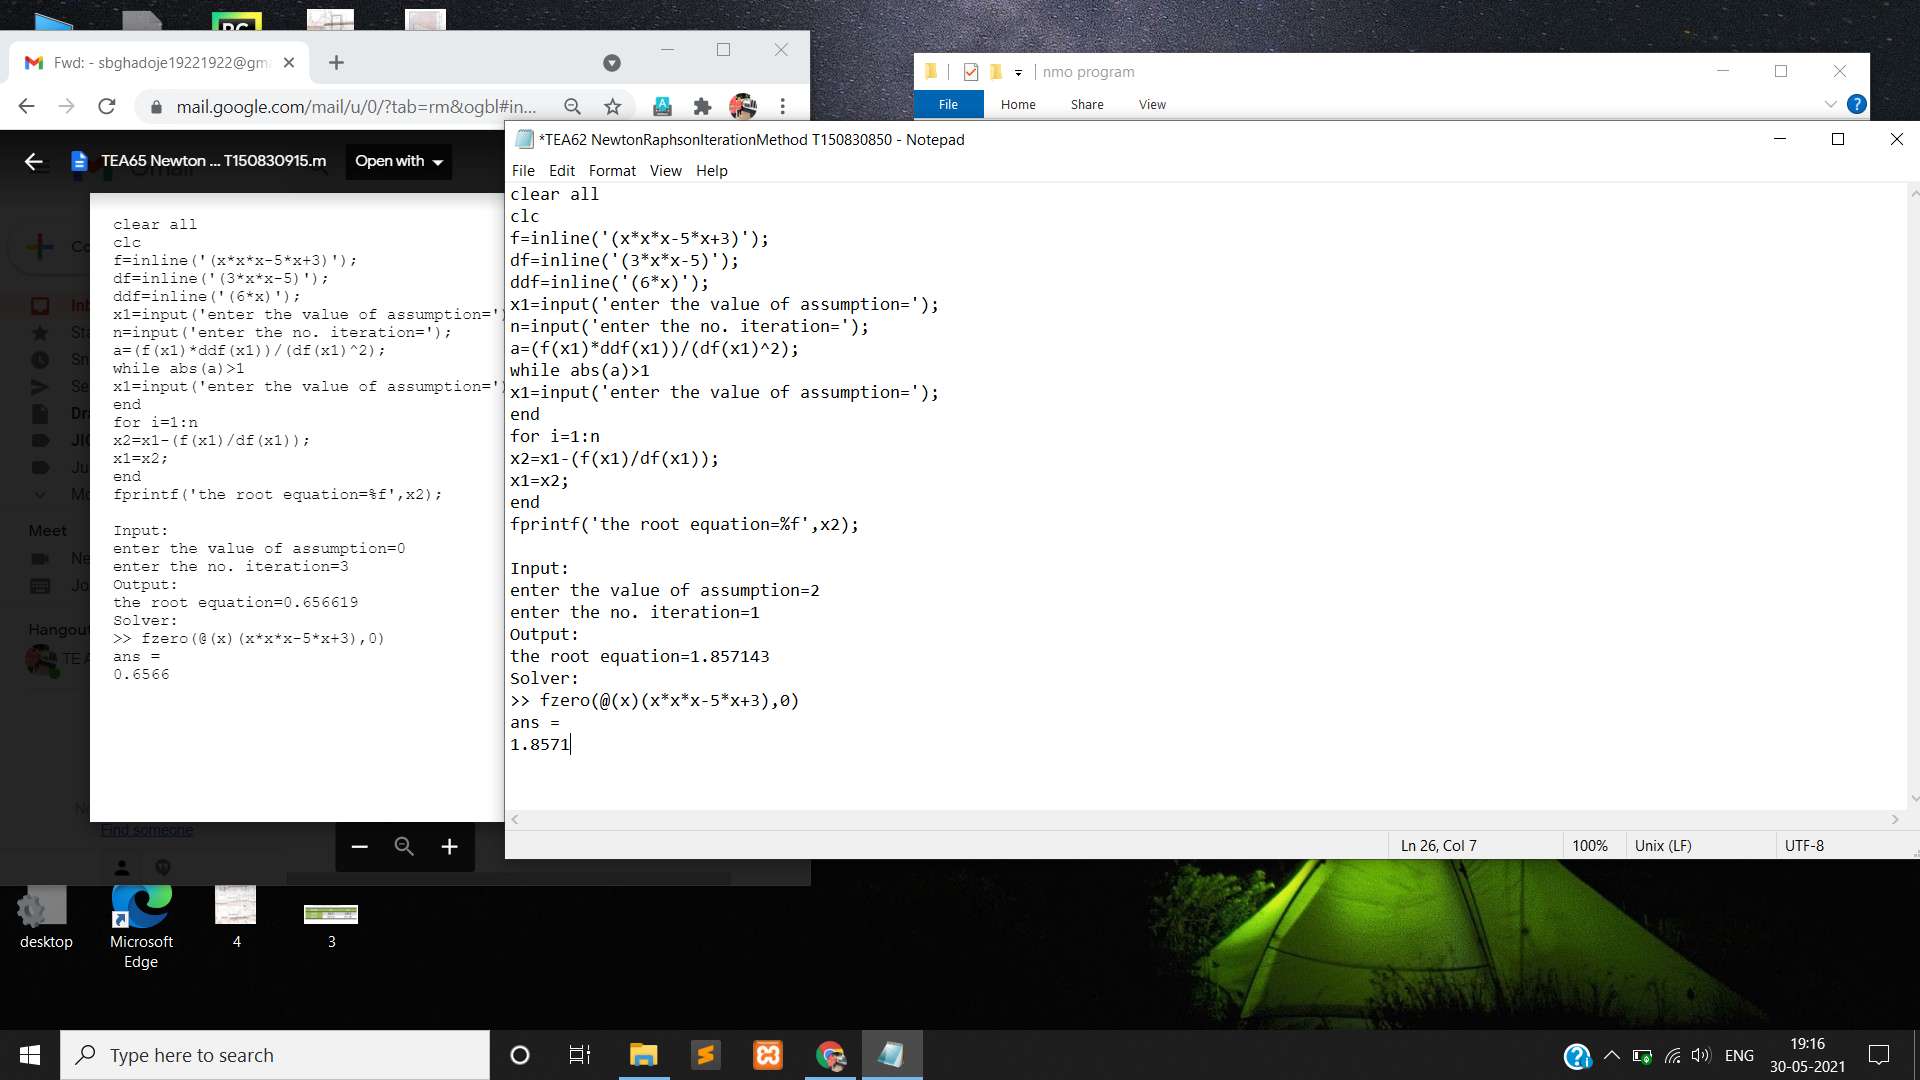 Fwd: - sbghadoje19221922@gm
mail.google.com/mail/u/0/?tab=rm&ogbl#in...
TEA65 Newton ... T150830915.m
Open with
clear all
clc
f=inline('(x*x*x-5*x+3)');
df=inline('(3*x*x-5)');
ddf=inline('(6*x)');
x1=input('enter the value of assumption=')
n=input('enter the no. iteration=');
a=(f(x1)*ddf(x1))/(df(x1)^2);
while abs(a)>1
x1=input('enter the value of assumption=')
end
for i=1:n
x2=x1-(f(x1)/df(x1));
x1=x2;
end
fprintf('the root equation=%f',x2);
Input:
enter the value of assumption=0
enter the no. iteration=3
Output:
the root equation=0.656619
Solver:
>> fzero(@(x)(x*x*x-5*x+3),0)
ans =
0.6566
Meet
Hangou
Find someone
nmo program
File Home Share View
*TEA62 NewtonRaphsonIterationMethod T150830850 - Notepad
File Edit Format View Help
clear all
clc
f=inline('(x*x*x-5*x+3)');
df=inline('(3*x*x-5)');
ddf=inline('(6*x)');
x1=input('enter the value of assumption=');
n=input('enter the no. iteration=');
a=(f(x1)*ddf(x1))/(df(x1)^2);
while abs(a)>1
x1=input('enter the value of assumption=');
end
for i=1:n
x2=x1-(f(x1)/df(x1));
x1=x2;
end
fprintf('the root equation=%f',x2);
Input:
enter the value of assumption=2
enter the no. iteration=1
Output:
the root equation=1.857143
Solver:
>> fzero(@(x)(x*x*x-5*x+3),0)
ans =
1.8571
Ln 26, Col 7 100% Unix (LF) UTF-8
desktop
Microsoft
Edge
4
3
Type here to search
ENG
19:16
30-05-2021